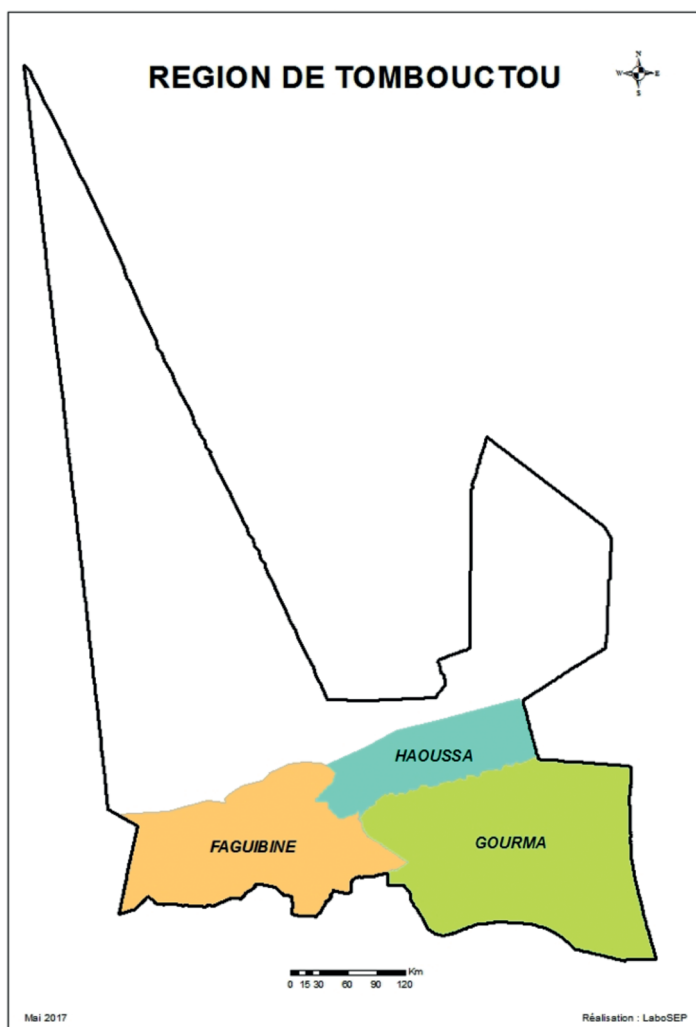 REGION DE TOMBOUCTOU
N
W E
S
HAOUSSA
FAGUIBINE
GOURMA
Km
0 15 30 60 90 120
Mai 2017
Réalisation : LaboSEP